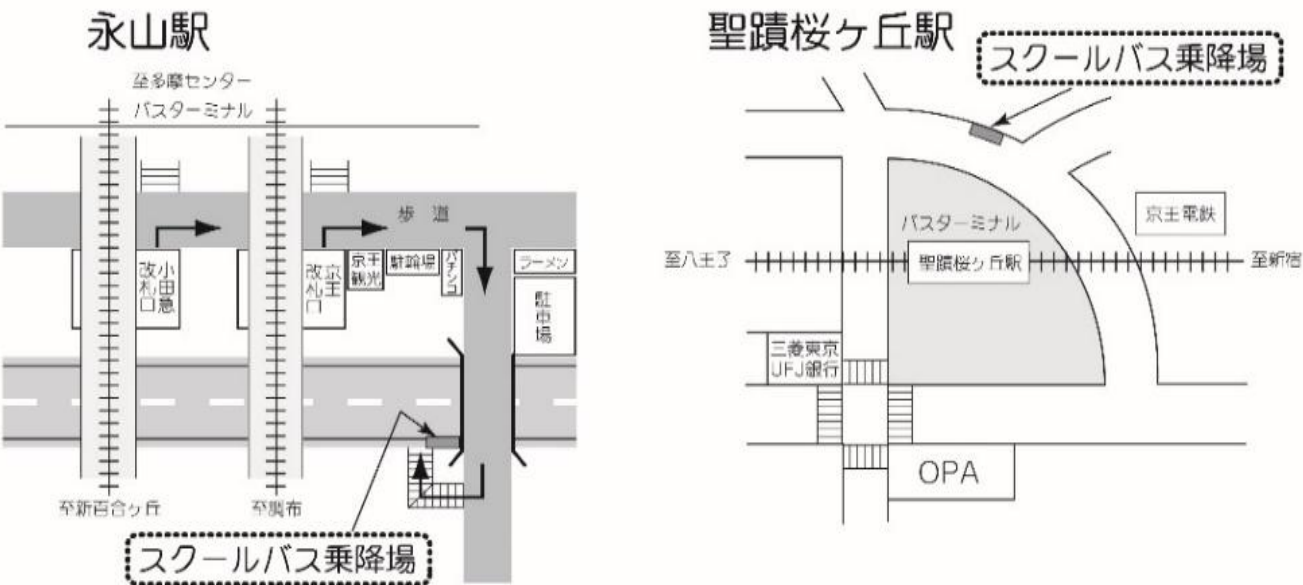 永山駅
至多摩センター
バスターミナル
歩 道
小田急
改札口
京王
改札口
京王
観光
駐輪場
パチンコ
ラーメン
駐車場
至新百合ヶ丘
至調布
スクールバス乗降場
聖蹟桜ヶ丘駅
スクールバス乗降場
京王電鉄
バスターミナル
至八王子
聖蹟桜ヶ丘駅
至新宿
三菱東京
UFJ銀行
OPA